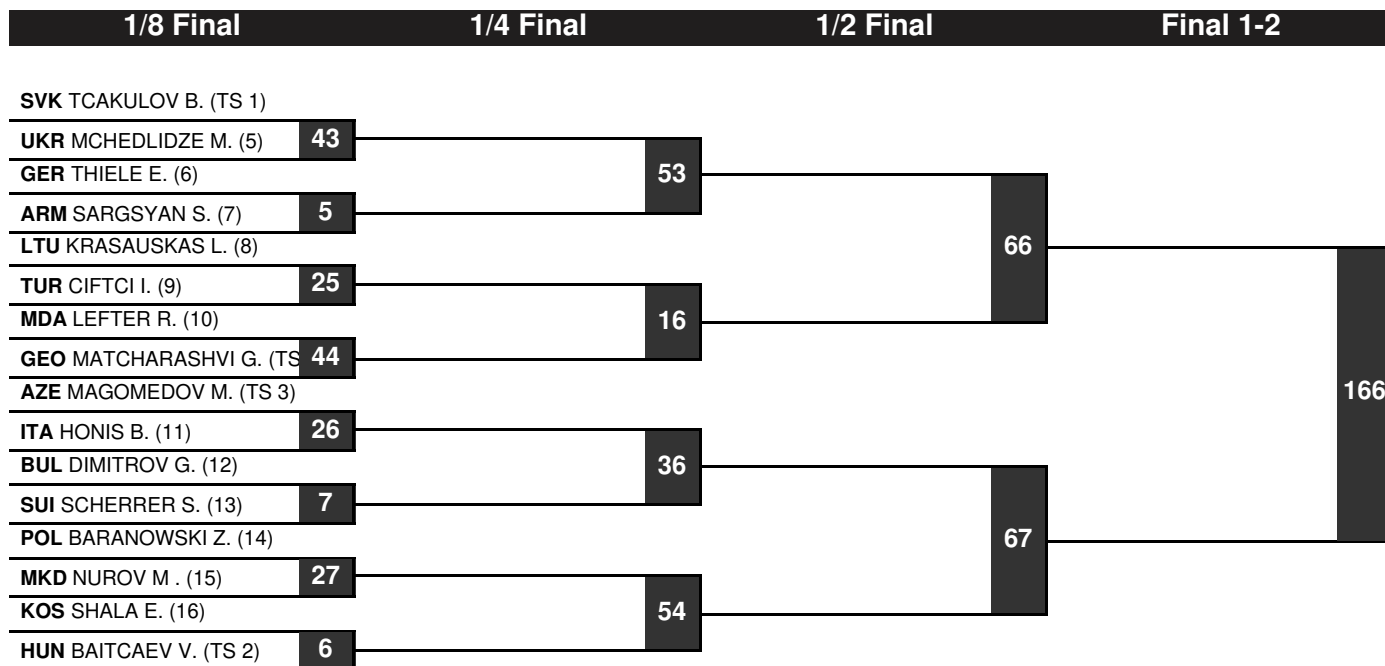 1/8 Final 1/4 Final 1/2 Final Final 1-2
SVK TCAKULOV B. (TS 1)
UKR MCHEDLIDZE M. (5) 43
GER THIELE E. (6) 53
ARM SARGSYAN S. (7) 5
LTU KRASAUSKAS L. (8) 66
TUR CIFTCI I. (9) 25
MDA LEFTER R. (10) 16
GEO MATCHARASHVI G. (TS 44
AZE MAGOMEDOV M. (TS 3) 166
ITA HONIS B. (11) 26
BUL DIMITROV G. (12) 36
SUI SCHERRER S. (13) 7
POL BARANOWSKI Z. (14) 67
MKD NUROV M . (15) 27
KOS SHALA E. (16) 54
HUN BAITCAEV V. (TS 2) 6